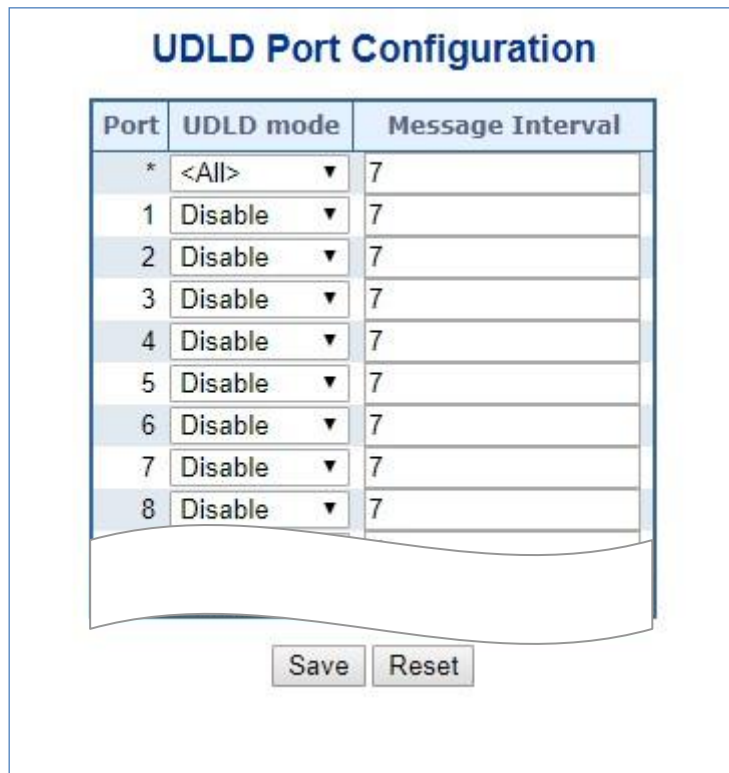 UDLD Port Configuration
Port UDLD mode Message Interval
* <All> 7
1 Disable 7
2 Disable 7
3 Disable 7
4 Disable 7
5 Disable 7
6 Disable 7
7 Disable 7
8 Disable 7
Save Reset